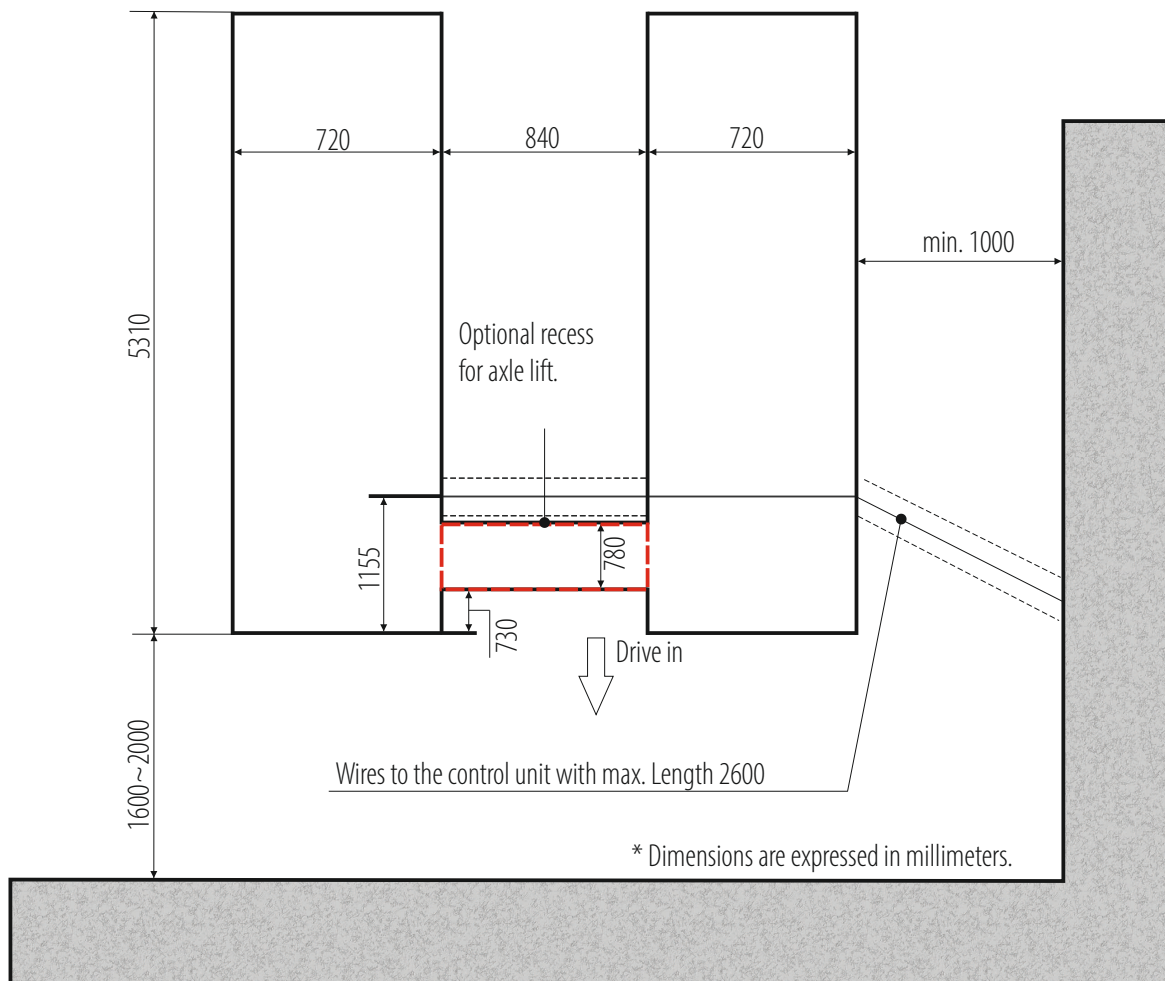 720
840
720
min. 1000
5310
Optional recess
for axle lift.
1155
780
730
Drive in
1600~2000
Wires to the control unit with max. Length 2600
* Dimensions are expressed in millimeters.